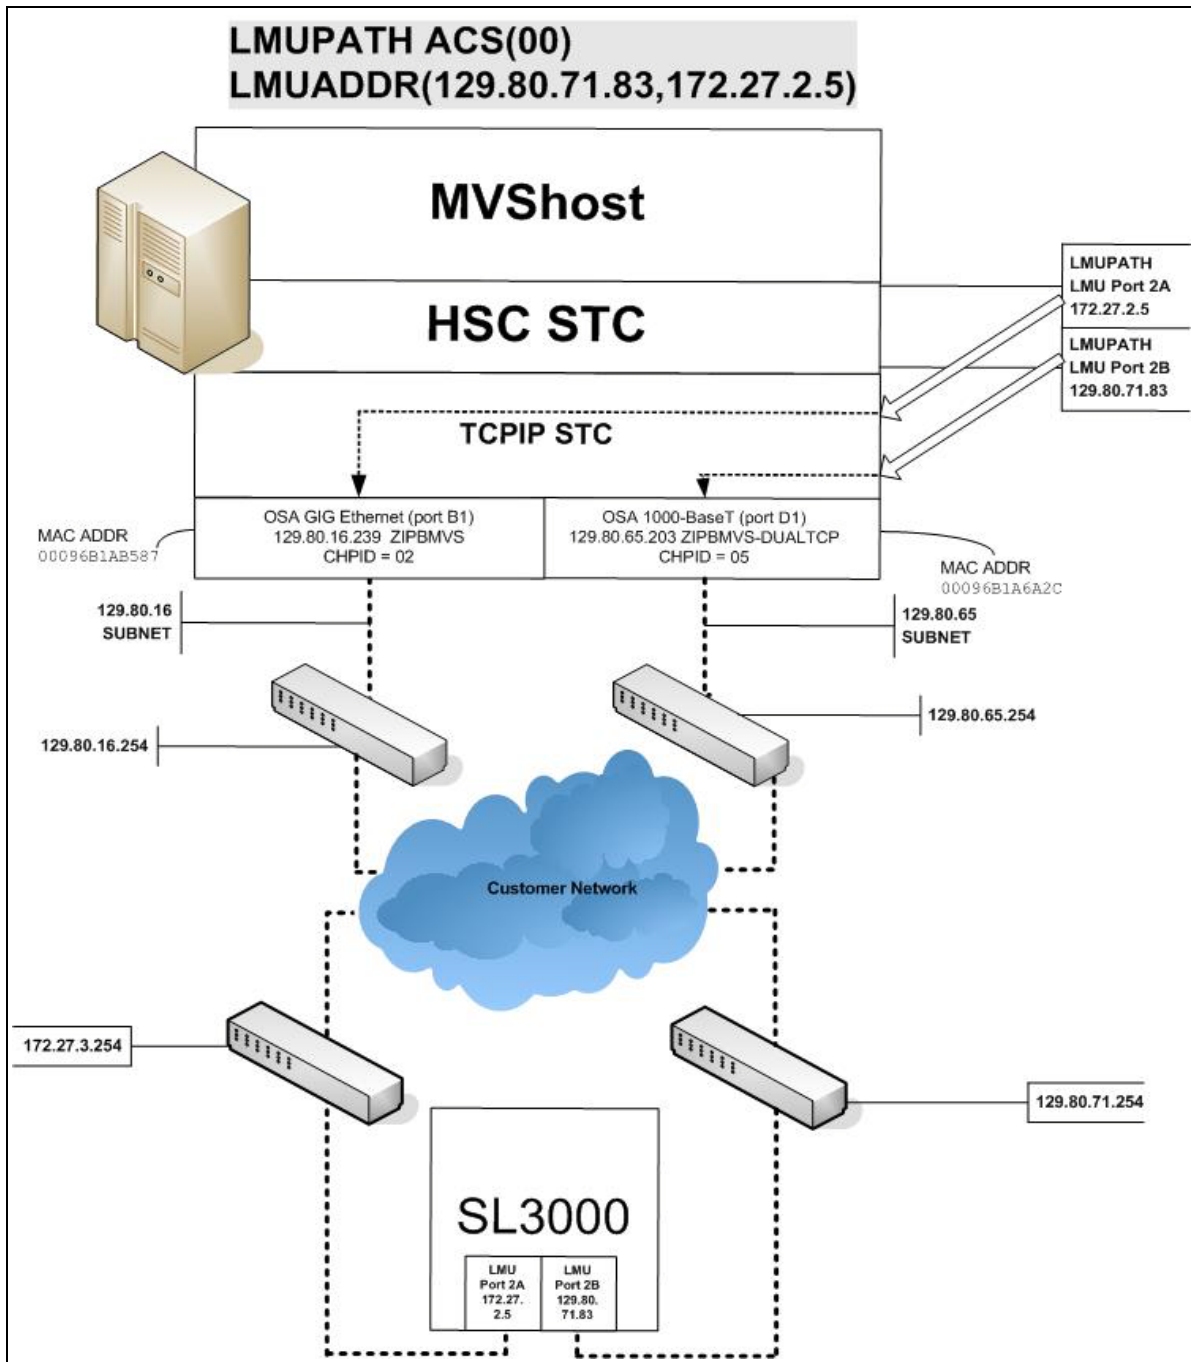 LMUPATH ACS(00)
LMUADDR(129.80.71.83,172.27.2.5)
MVShost
HSC STC
LMUPATH
LMU Port 2A
172.27.2.5
LMUPATH
LMU Port 2B
129.80.71.83
TCPIP STC
OSA GIG Ethernet (port B1)
129.80.16.239 ZIPBMVS
CHPID = 02
OSA 1000-BaseT (port D1)
129.80.65.203 ZIPBMVS-DUALTCP
CHPID = 05
MAC ADDR
00096B1AB587
MAC ADDR
00096B1A6A2C
129.80.16
SUBNET
129.80.65
SUBNET
129.80.16.254
129.80.65.254
Customer Network
172.27.3.254
129.80.71.254
SL3000
LMU
Port 2A
172.27.
2.5
LMU
Port 2B
129.80.
71.83